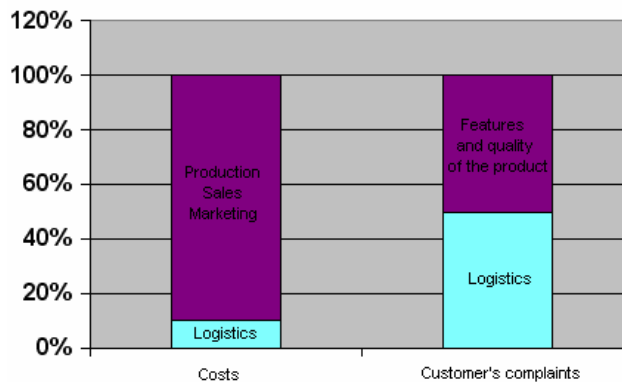 120%
100%
80%
60%
40%
20%
0%
Production
Sales
Marketing
Logistics
Features
and quality
of the product
Logistics
Costs
Customer's complaints